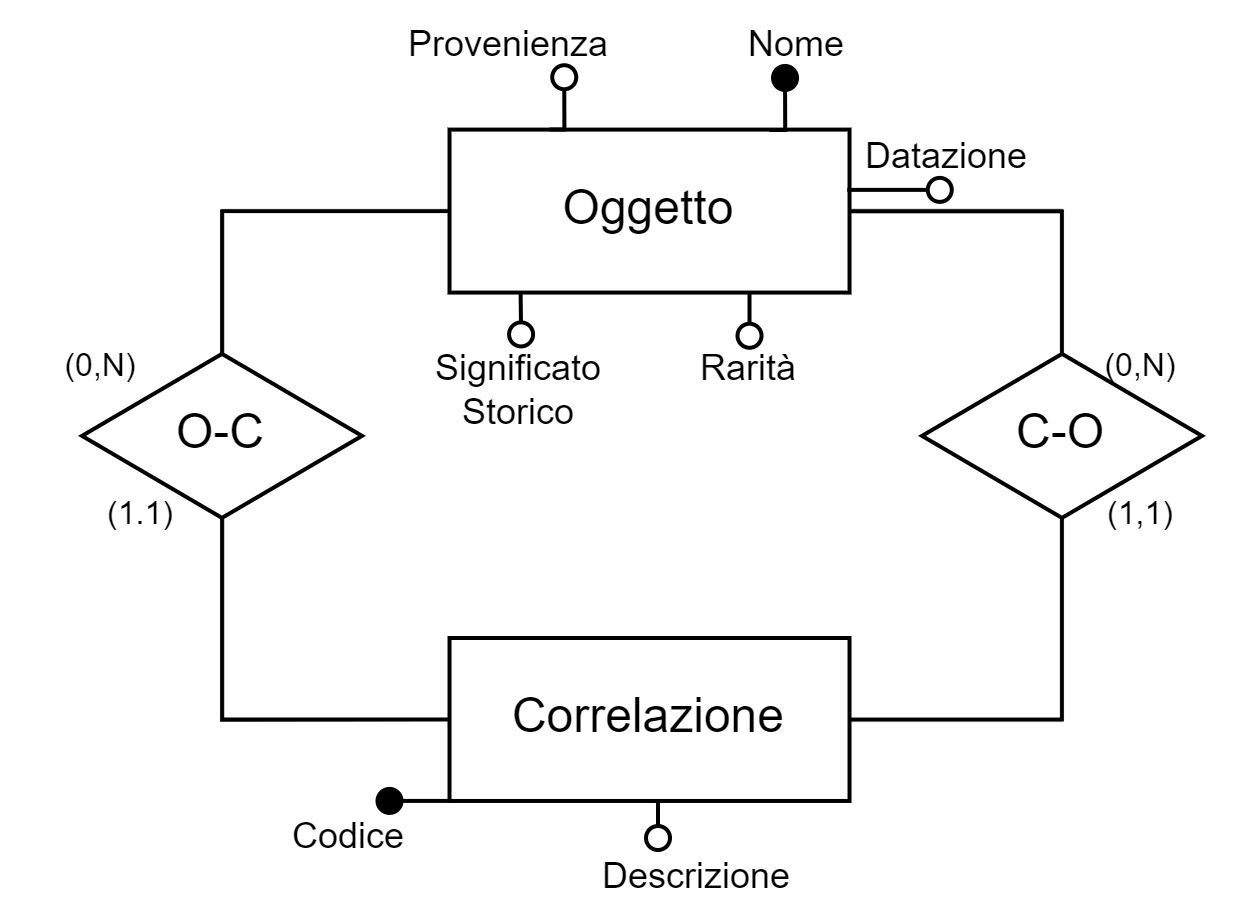 Provenienza
Nome
Datazione
Oggetto
(0,N)
Significato
Storico
Rarità
(0,N)
O-C
C-O
(1.1)
(1,1)
Correlazione
Codice
Descrizione